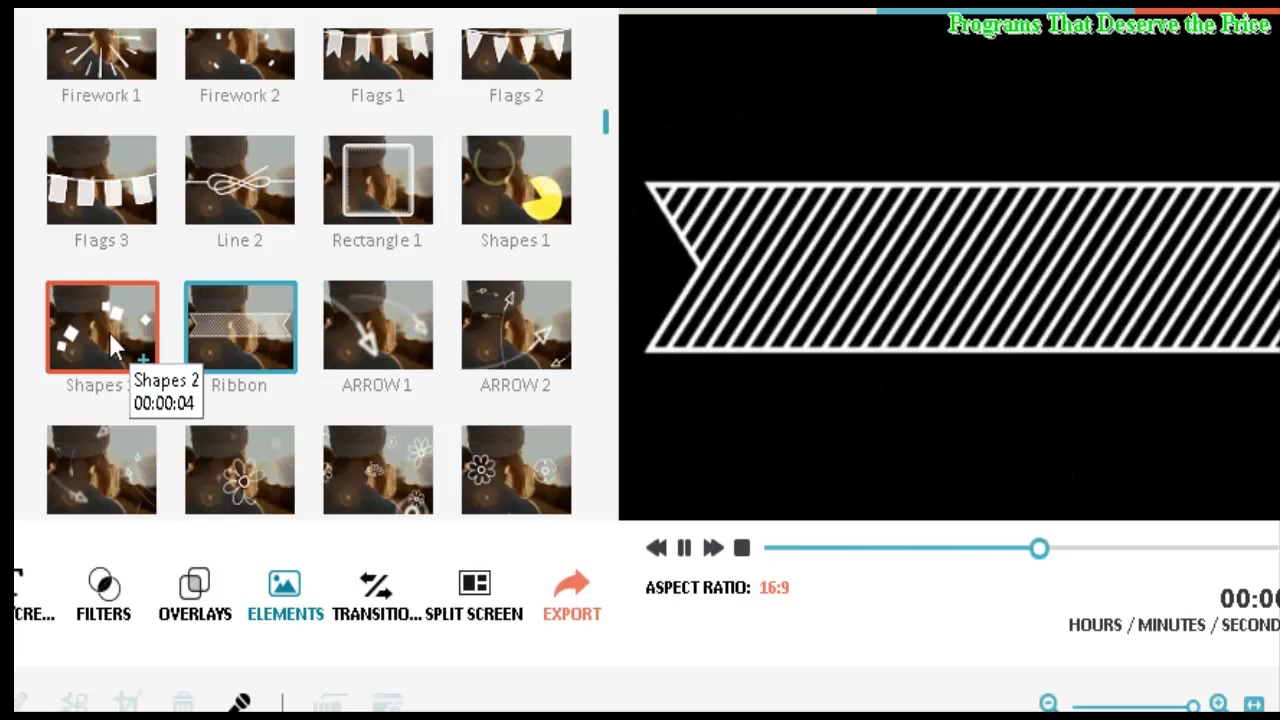 Programs That Deserve the Price
Firework 1
Firework 2
Flags 1
Flags 2
Flags 3
Line 2
Rectangle 1
Shapes 1
Shapes
Ribbon
ARROW 1
ARROW 2
Shapes 2
00:00:04
CRE...
FILTERS
OVERLAYS
ELEMENTS
TRANSITIO...
SPLIT SCREEN
EXPORT
ASPECT RATIO: 16:9
00:0
HOURS / MINUTES / SECOND